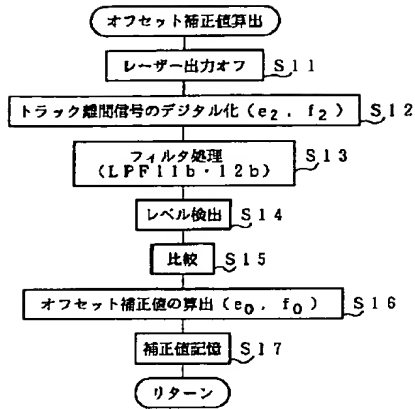 オフセット補正値算出
レーザー出力オフ S11
トラック離間信号のデジタル化(e2, f2) S12
フィルタ処理 S13
(LPF11b・12b)
レベル検出 S14
比較 S15
オフセット補正値の算出(e0, f0) S16
補正値記憶 S17
リターン